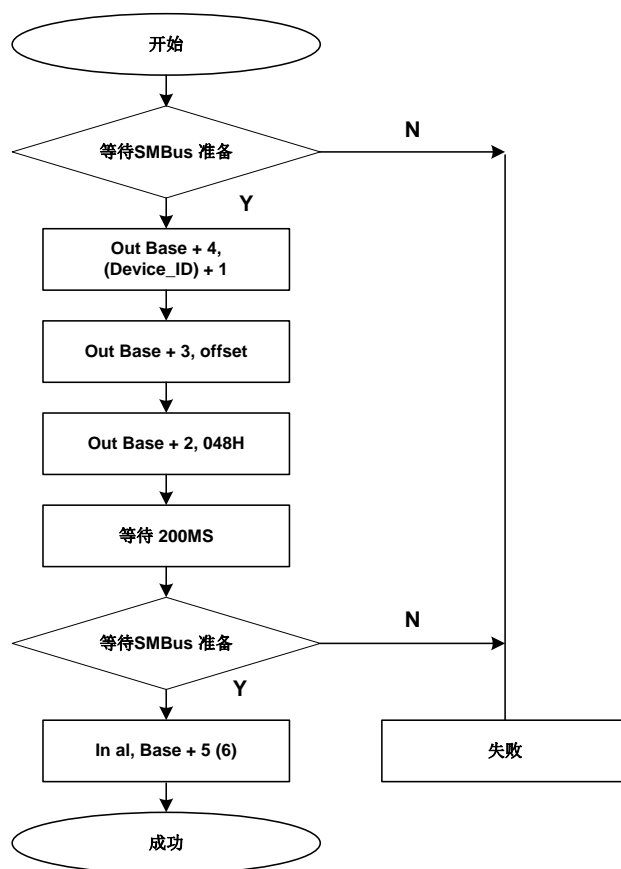 开始
等待SMBus 准备
N
Y
Out Base + 4,
(Device_ID) + 1
Out Base + 3, offset
Out Base + 2, 048H
等待 200MS
等待SMBus 准备
N
Y
In al, Base + 5 (6)
失败
成功